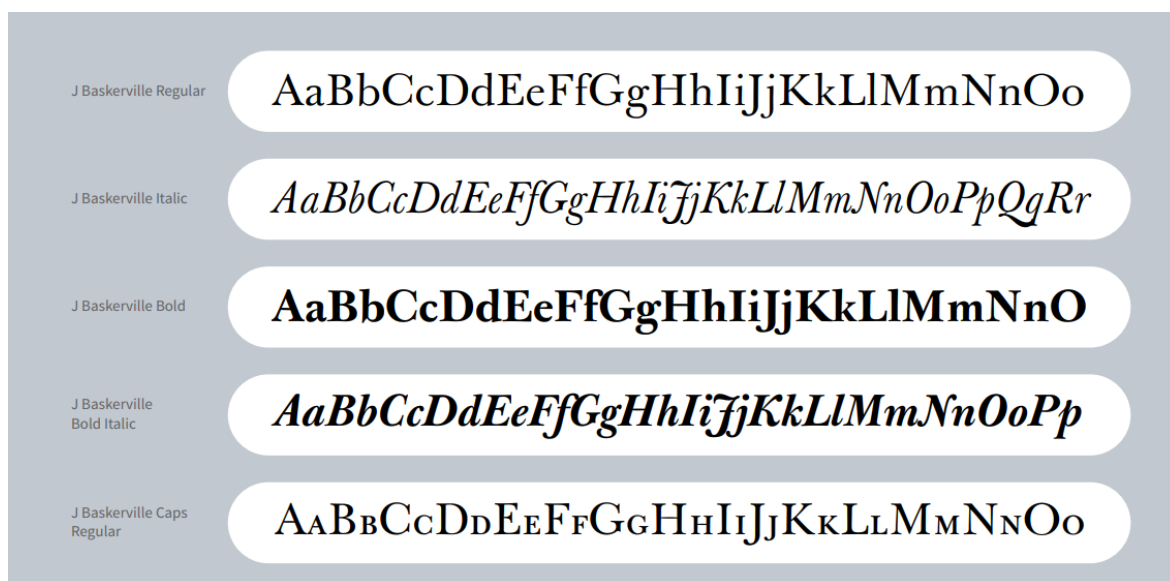 J Baskerville Regular
AaBbCcDdEeFfGgHhIiJjKkLlMmNnOo
J Baskerville Italic
AaBbCcDdEeFfGgHhIiJjKkLlMmNnOoPpQqRr
J Baskerville Bold
AaBbCcDdEeFfGgHhIiJjKkLlMmNnO
J Baskerville
Bold Italic
AaBbCcDdEeFfGgHhIiJjKkLlMmNnOoPp
J Baskerville Caps
Regular
AABBCCDDEEFFGGHHIIJJKKLLMMNNOO